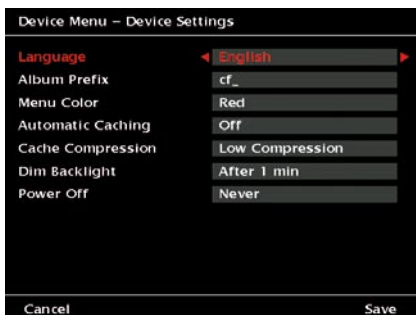 Device Menu – Device Settings
Language English
Album Prefix cf_
Menu Color Red
Automatic Caching Off
Cache Compression Low Compression
Dim Backlight After 1 min
Power Off Never
Cancel Save